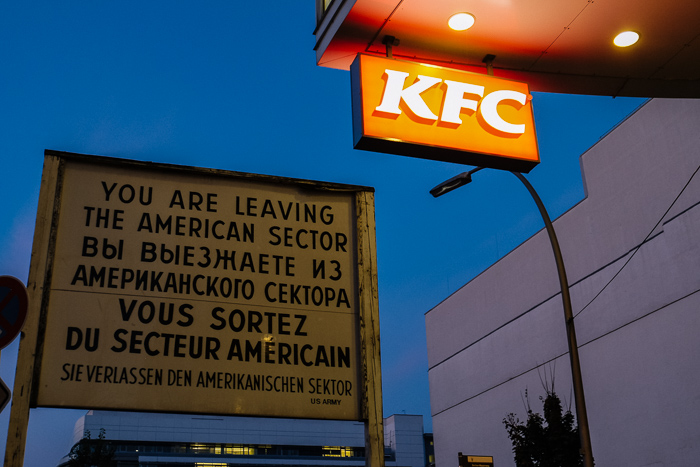 KFC
YOU ARE LEAVING
THE AMERICAN SECTOR
ВЫ ВЫЕЗЖАЕТЕ ИЗ
АМЕРИКАНСКОГО СЕКТОРА
VOUS SORTEZ
DU SECTEUR AMÉRICAIN
SIE VERLASSEN DEN AMERIKANISCHEN SEKTOR
US ARMY